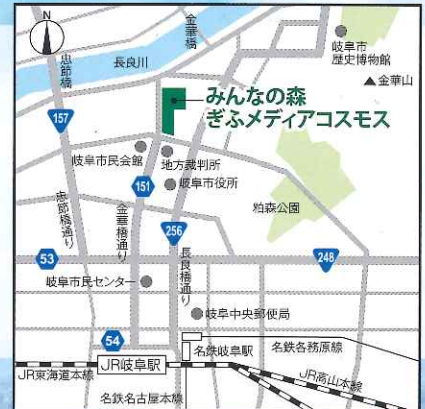 N
忠節橋
金華橋
長良川
岐阜市
歴史博物館
▲金華山
157
みんなの森
ぎふメディアコスモス
岐阜市民会館
地方裁判所
151
岐阜市役所
粕森公園
忠節橋通り
金華橋通り
256
長良橋通り
53
248
岐阜市民センター
岐阜中央郵便局
54
JR岐阜駅
名鉄岐阜駅
名鉄各務原線
JR東海道本線
JR高山本線
名鉄名古屋本線